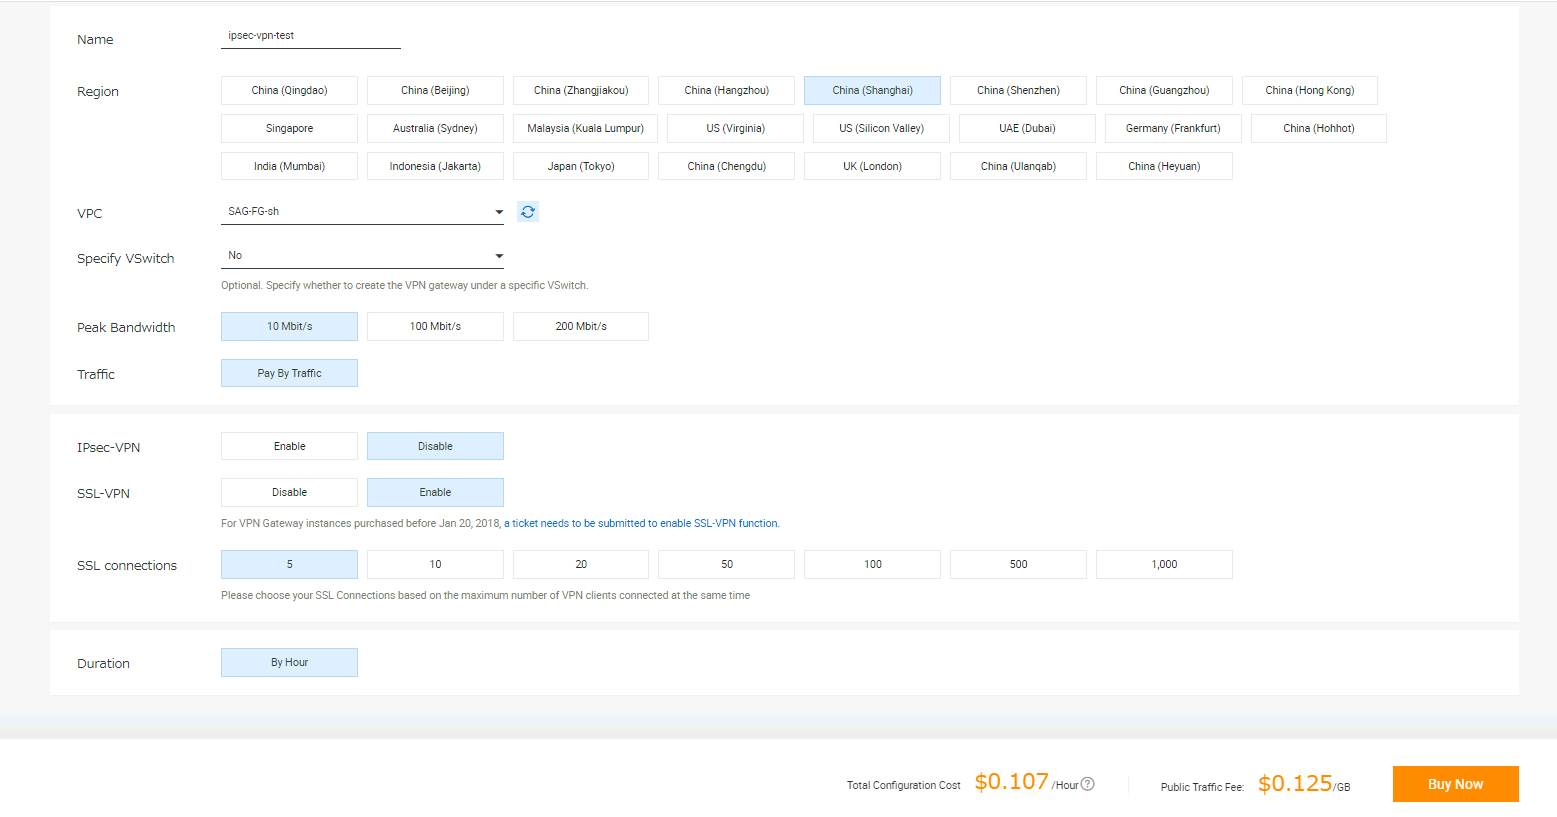 Name ipsec-vpn-test
Region China (Qingdao) China (Beijing) China (Zhangjiakou) China (Hangzhou) China (Shanghai) China (Shenzhen) China (Guangzhou) China (Hong Kong)
Singapore Australia (Sydney) Malaysia (Kuala Lumpur) US (Virginia) US (Silicon Valley) UAE (Dubai) Germany (Frankfurt) China (Hohhot)
India (Mumbai) Indonesia (Jakarta) Japan (Tokyo) China (Chengdu) UK (London) China (Ulanqab) China (Heyuan)
VPC SAG-FG-sh
Specify VSwitch No
Optional. Specify whether to create the VPN gateway under a specific VSwitch.
Peak Bandwidth 10 Mbit/s 100 Mbit/s 200 Mbit/s
Traffic Pay By Traffic
IPsec-VPN Enable Disable
SSL-VPN Disable Enable
For VPN Gateway instances purchased before Jan 20, 2018, a ticket needs to be submitted to enable SSL-VPN function.
SSL connections 5 10 20 50 100 500 1,000
Please choose your SSL Connections based on the maximum number of VPN clients connected at the same time
Duration By Hour
Total Configuration Cost $0.107 /Hour ? Public Traffic Fee: $0.125/GB Buy Now